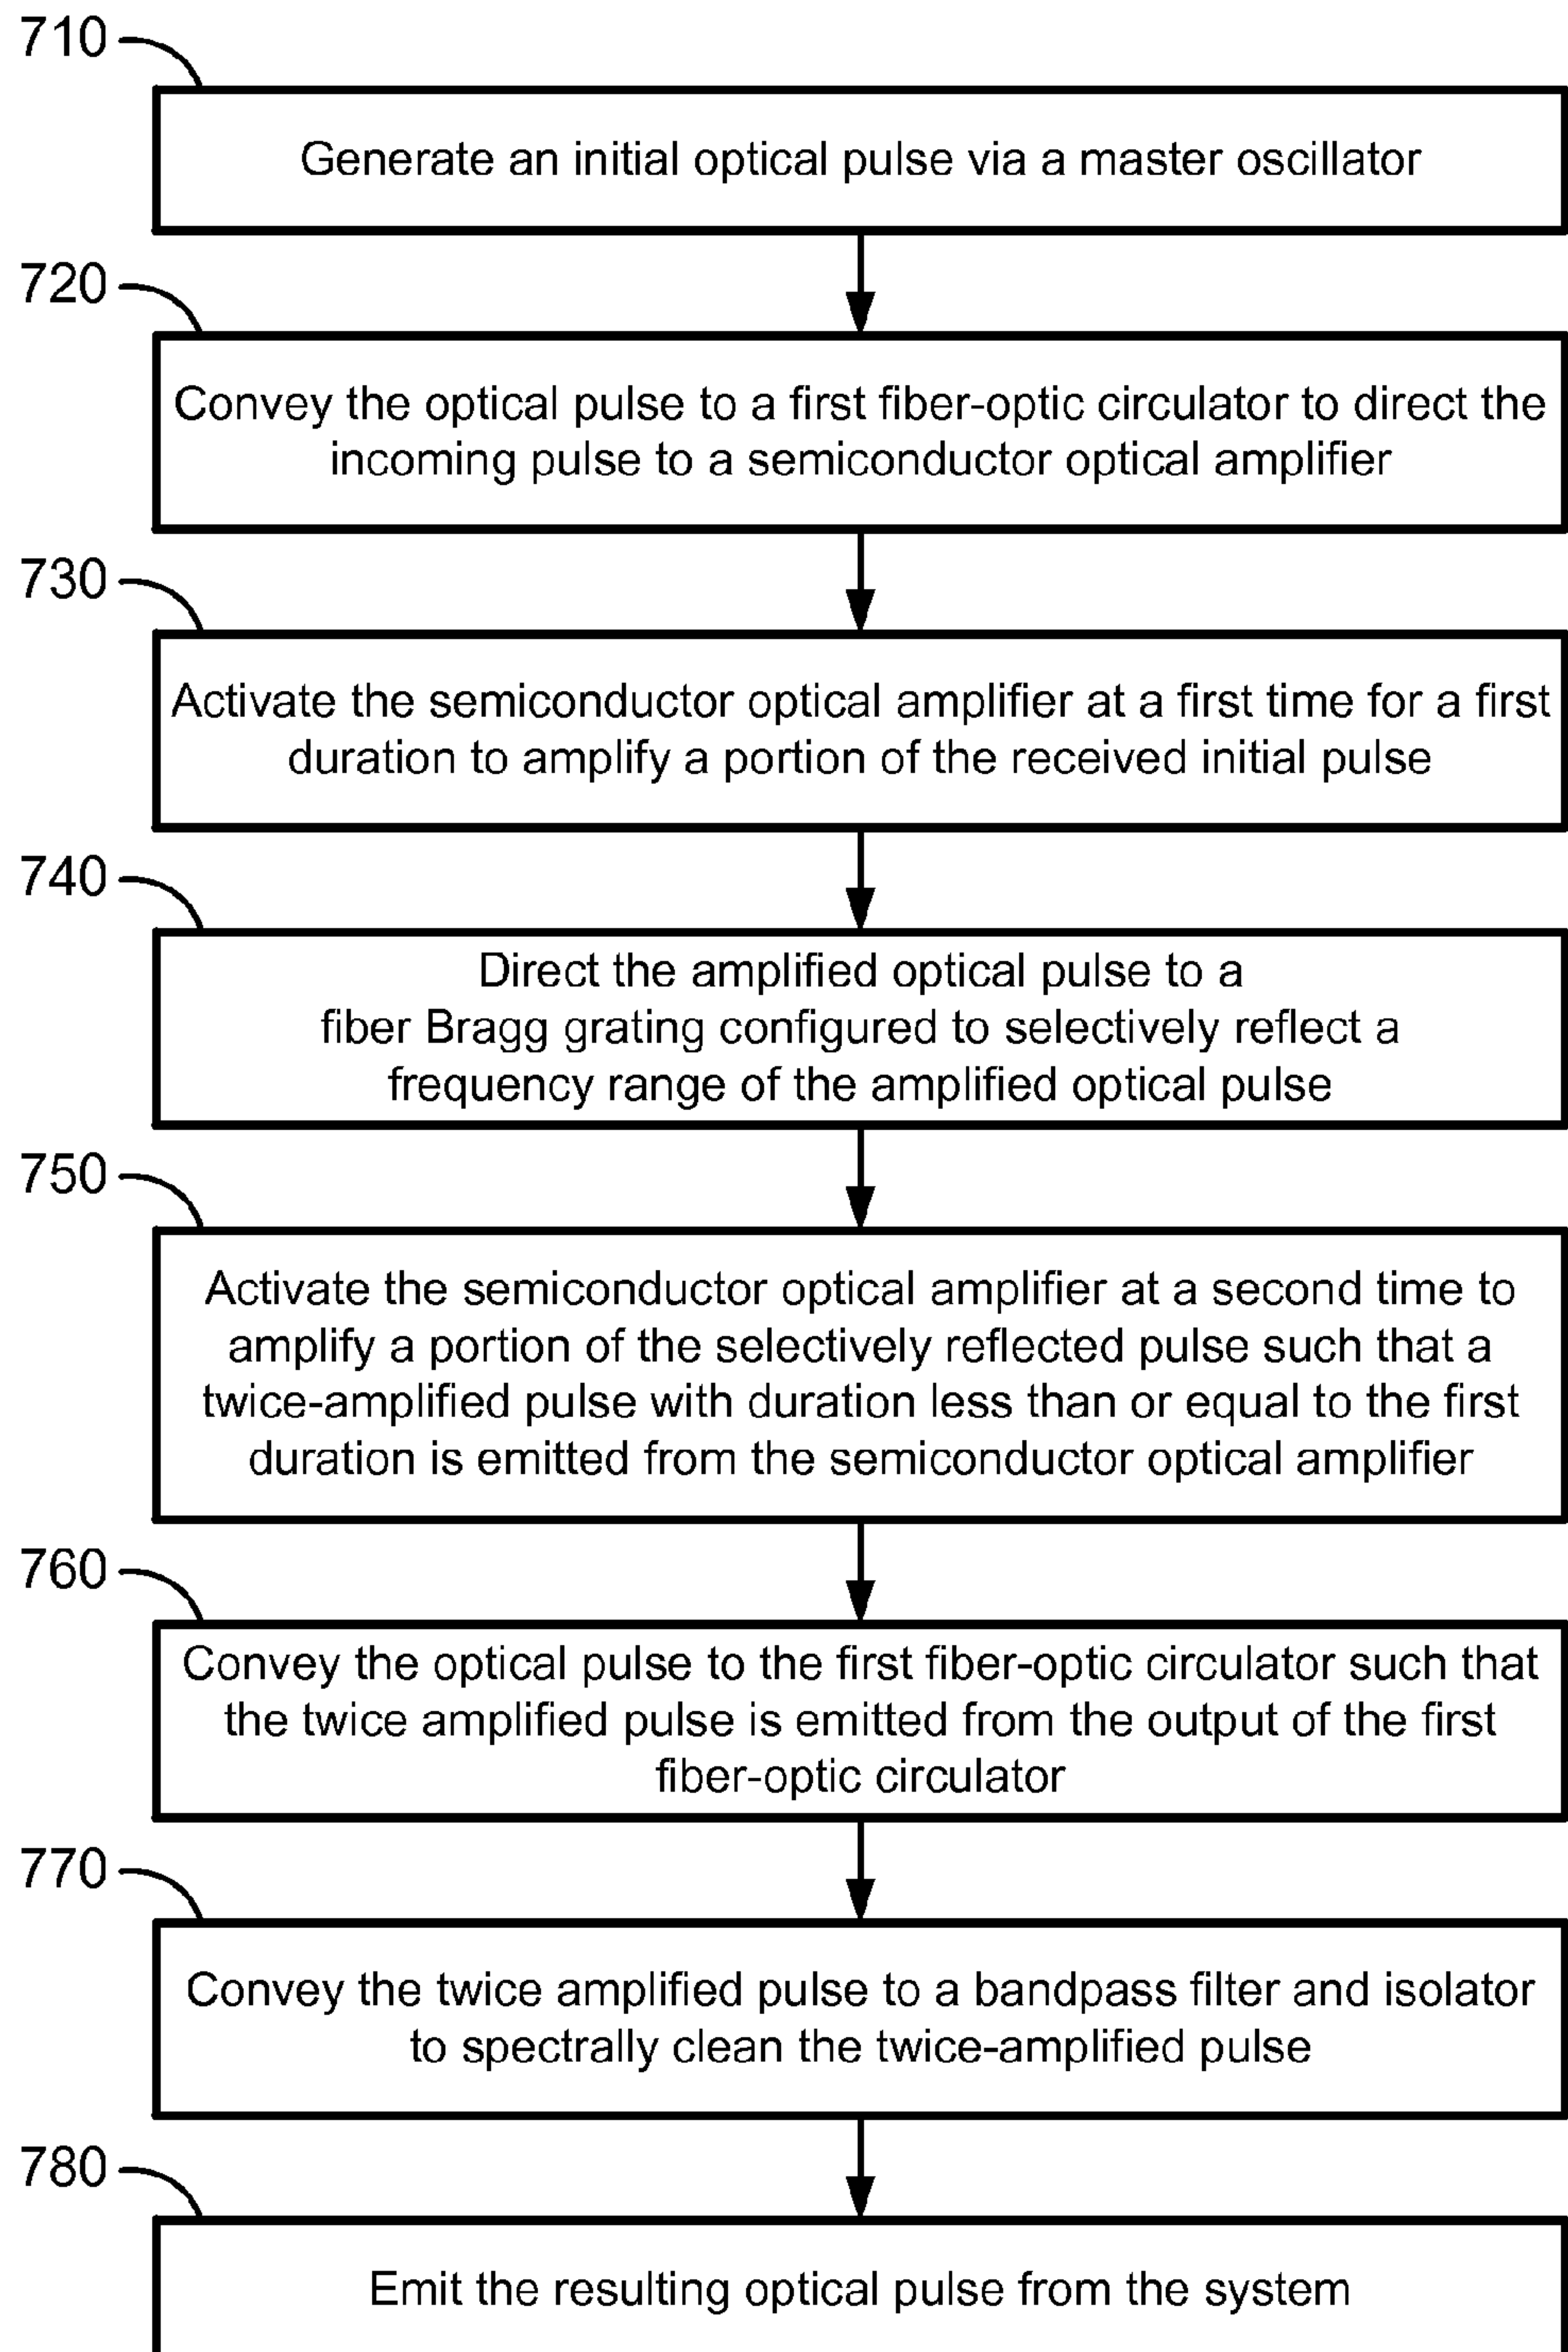 710
Generate an initial optical pulse via a master oscillator
720
Convey the optical pulse to a first fiber-optic circulator to direct the
incoming pulse to a semiconductor optical amplifier
730
Activate the semiconductor optical amplifier at a first time for a first
duration to amplify a portion of the received initial pulse
740
Direct the amplified optical pulse to a
fiber Bragg grating configured to selectively reflect a
frequency range of the amplified optical pulse
750
Activate the semiconductor optical amplifier at a second time to
amplify a portion of the selectively reflected pulse such that a
twice-amplified pulse with duration less than or equal to the first
duration is emitted from the semiconductor optical amplifier
760
Convey the optical pulse to the first fiber-optic circulator such that
the twice amplified pulse is emitted from the output of the first
fiber-optic circulator
770
Convey the twice amplified pulse to a bandpass filter and isolator
to spectrally clean the twice-amplified pulse
780
Emit the resulting optical pulse from the system